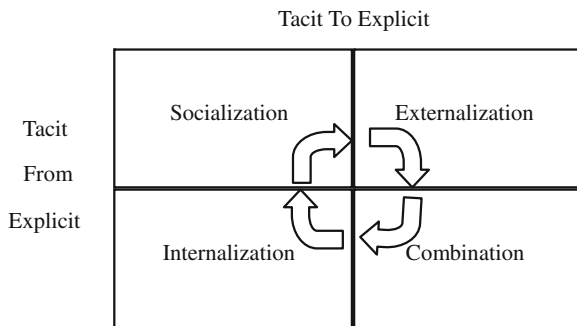 Tacit To Explicit
Socialization
Externalization
Tacit
From
Explicit
Internalization
Combination